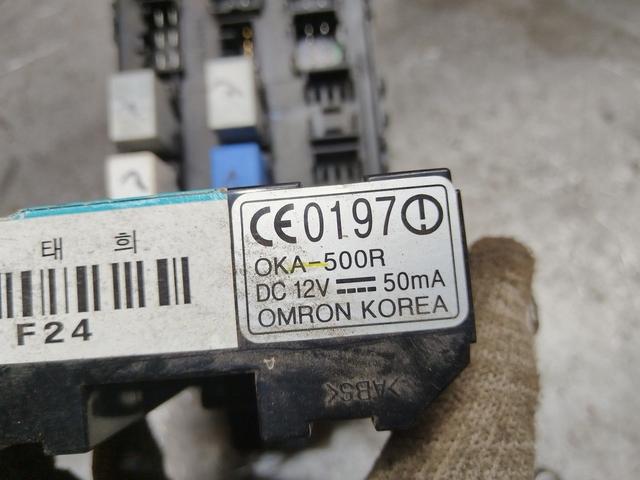 태 희
F24
CE0197
OKA-500R
DC 12V 50mA
OMRON KOREA
>ABS<